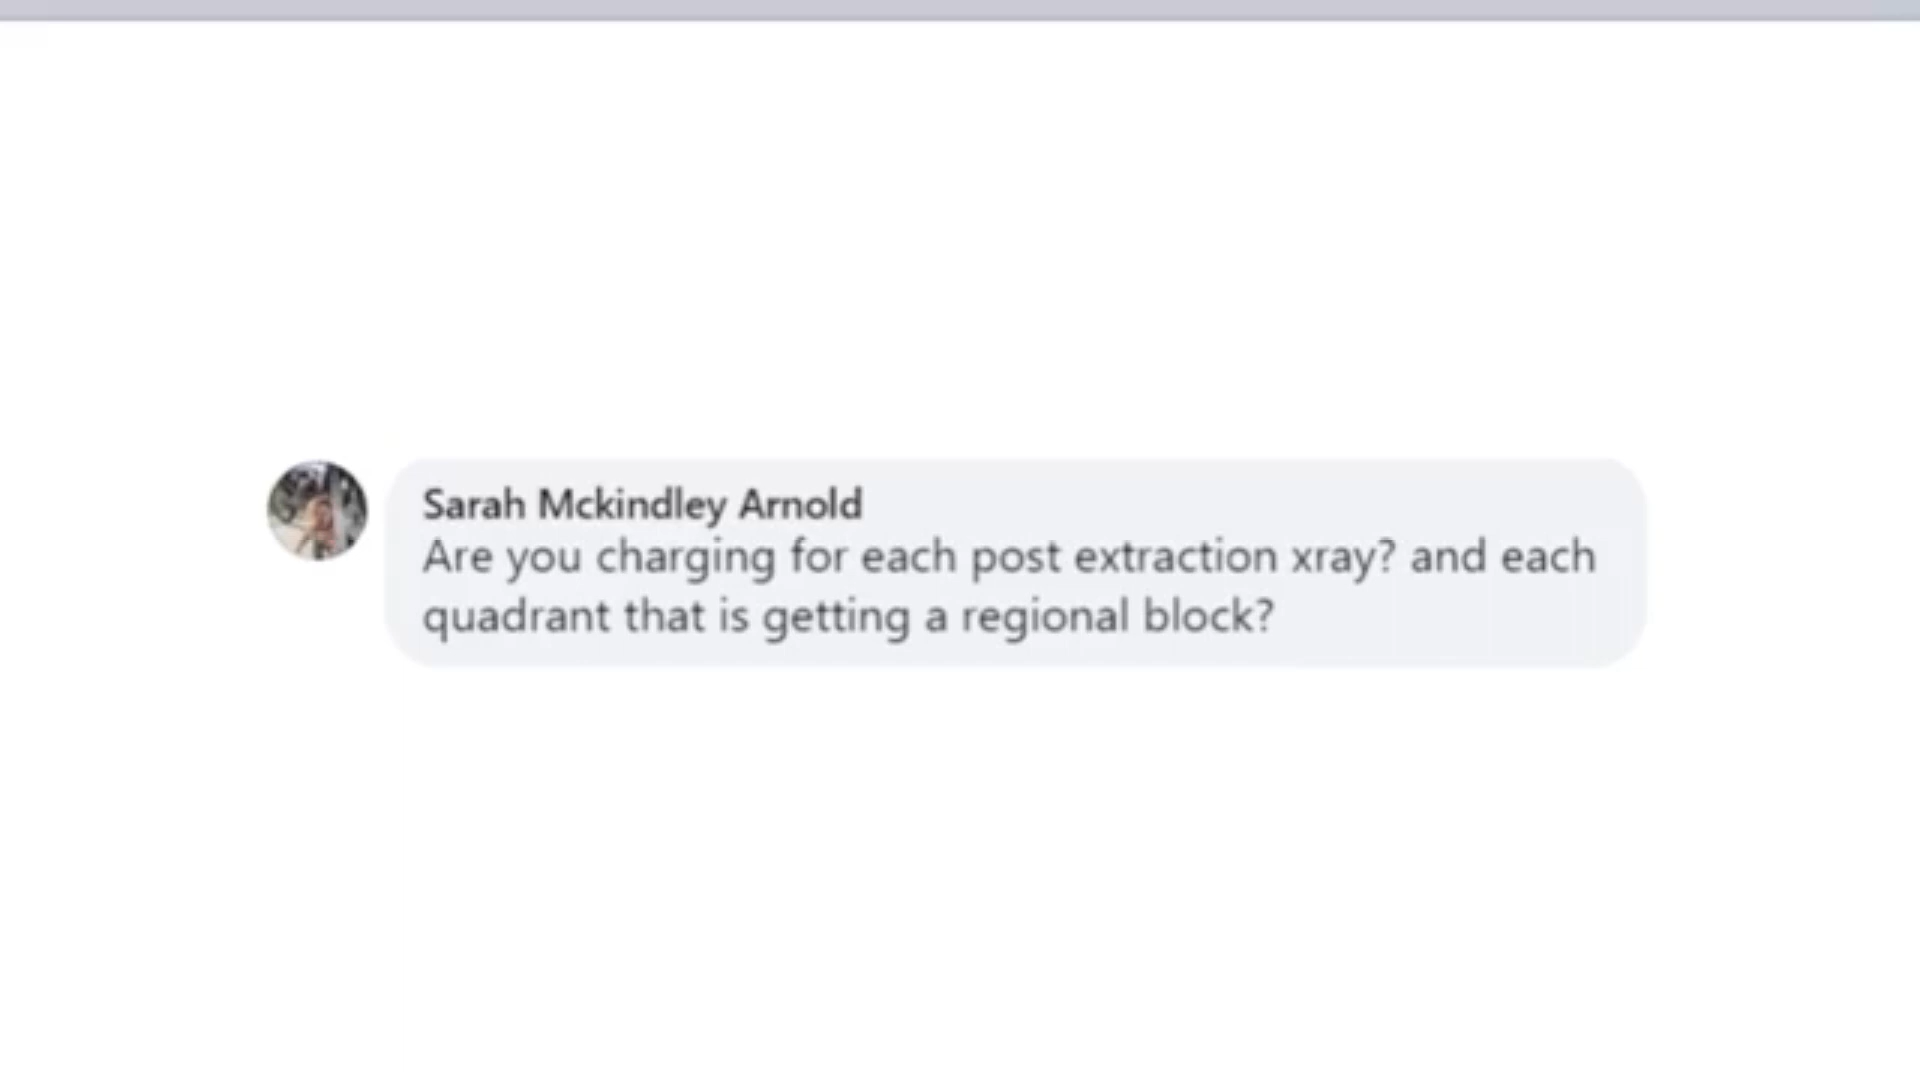 Sarah Mckindley Arnold
Are you charging for each post extraction xray? and each
quadrant that is getting a regional block?